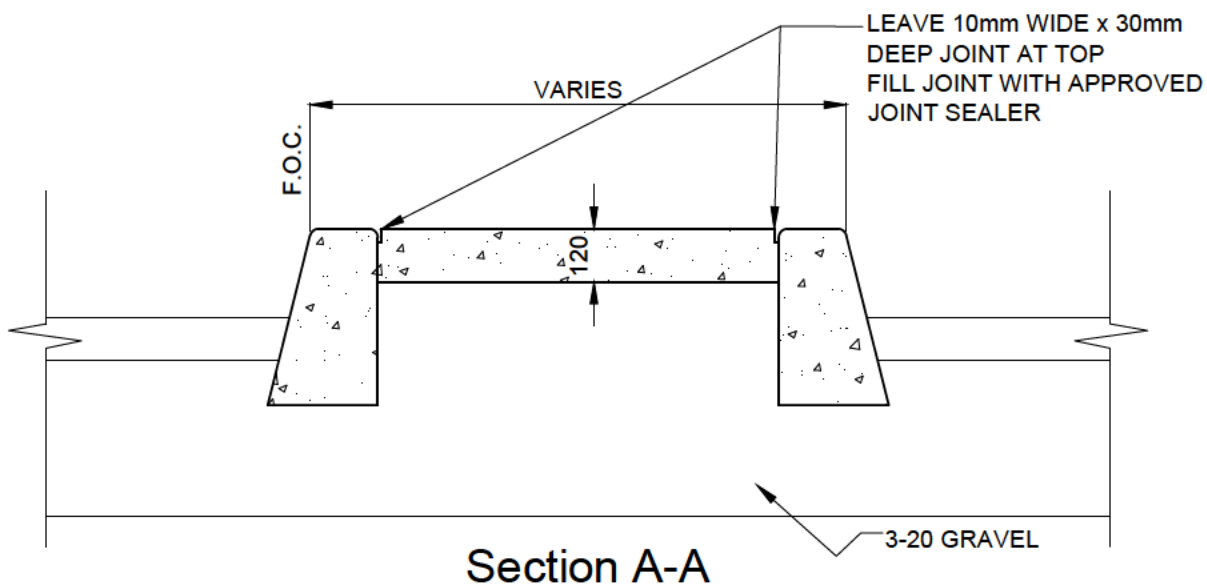 LEAVE 10mm WIDE x 30mm
DEEP JOINT AT TOP
FILL JOINT WITH APPROVED
JOINT SEALER
VARIES
F.O.C.
120
3-20 GRAVEL
Section A-A